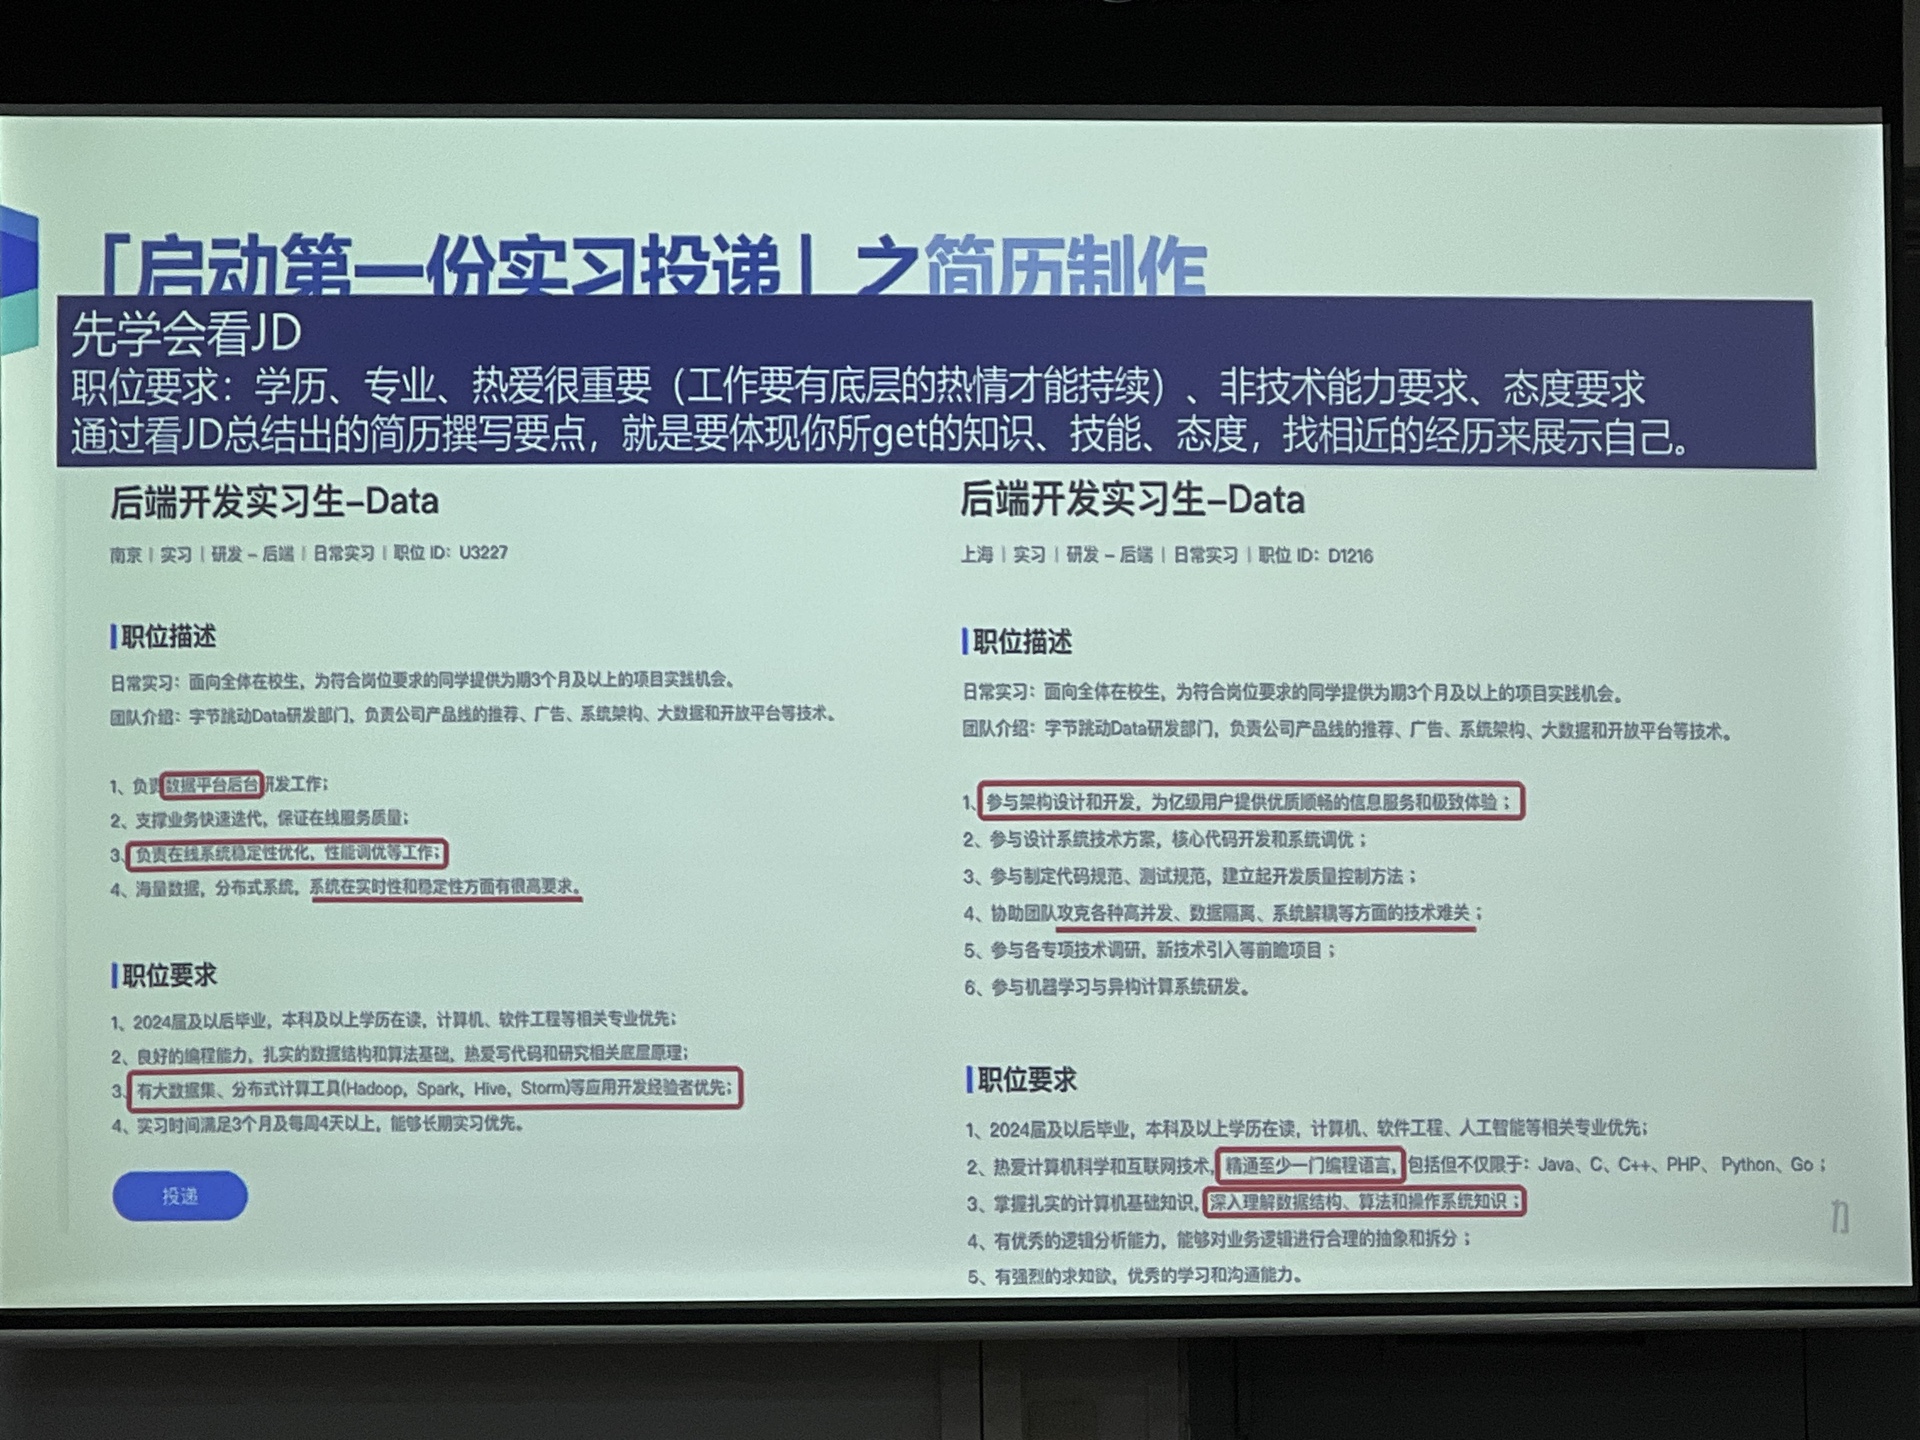 「启动第一份实习投递」之简历制作
先学会看JD
职位要求：学历、专业、热爱很重要（工作要有底层的热情才能持续）、非技术能力要求、态度要求
通过看JD总结出的简历撰写要点，就是要体现你所get的知识、技能、态度，找相近的经历来展示自己。
后端开发实习生-Data
南京 | 实习 | 研发 - 后端 | 日常实习 | 职位 ID：U3227
职位描述
日常实习：面向全体在校生，为符合岗位要求的同学提供为期3个月及以上的项目实践机会。
团队介绍：字节跳动Data研发部门，负责公司产品线的推荐、广告、系统架构、大数据和开放平台等技术。
1、负责数据平台后台研发工作；
2、支撑业务快速迭代，保证在线服务质量；
3、负责在线系统稳定性优化，性能调优等工作；
4、海量数据，分布式系统，系统在实时性和稳定性方面有很高要求。
职位要求
1、2024届及以后毕业，本科及以上学历在读，计算机、软件工程等相关专业优先；
2、良好的编程能力，扎实的数据结构和算法基础，热爱写代码和研究相关底层原理；
3、有大数据集、分布式计算工具(Hadoop，Spark，Hive，Storm)等应用开发经验者优先；
4、实习时间满足3个月及每周4天以上，能够长期实习优先。
投递
后端开发实习生-Data
上海 | 实习 | 研发 - 后端 | 日常实习 | 职位 ID：D1216
职位描述
日常实习：面向全体在校生，为符合岗位要求的同学提供为期3个月及以上的项目实践机会。
团队介绍：字节跳动Data研发部门，负责公司产品线的推荐、广告、系统架构、大数据和开放平台等技术。
1、参与架构设计和开发，为亿级用户提供优质顺畅的信息服务和极致体验；
2、参与设计系统技术方案，核心代码开发和系统调优；
3、参与制定代码规范、测试规范，建立起开发质量控制方法；
4、协助团队攻克各种高并发、数据隔离、系统解耦等方面的技术难关；
5、参与各专项技术调研，新技术引入等前瞻项目；
6、参与机器学习与异构计算系统研发。
职位要求
1、2024届及以后毕业，本科及以上学历在读，计算机、软件工程、人工智能等相关专业优先；
2、热爱计算机科学和互联网技术，精通至少一门编程语言，包括但不仅限于：Java、C、C++、PHP、 Python、Go；
3、掌握扎实的计算机基础知识，深入理解数据结构、算法和操作系统知识；
4、有优秀的逻辑分析能力，能够对业务逻辑进行合理的抽象和拆分；
5、有强烈的求知欲，优秀的学习和沟通能力。